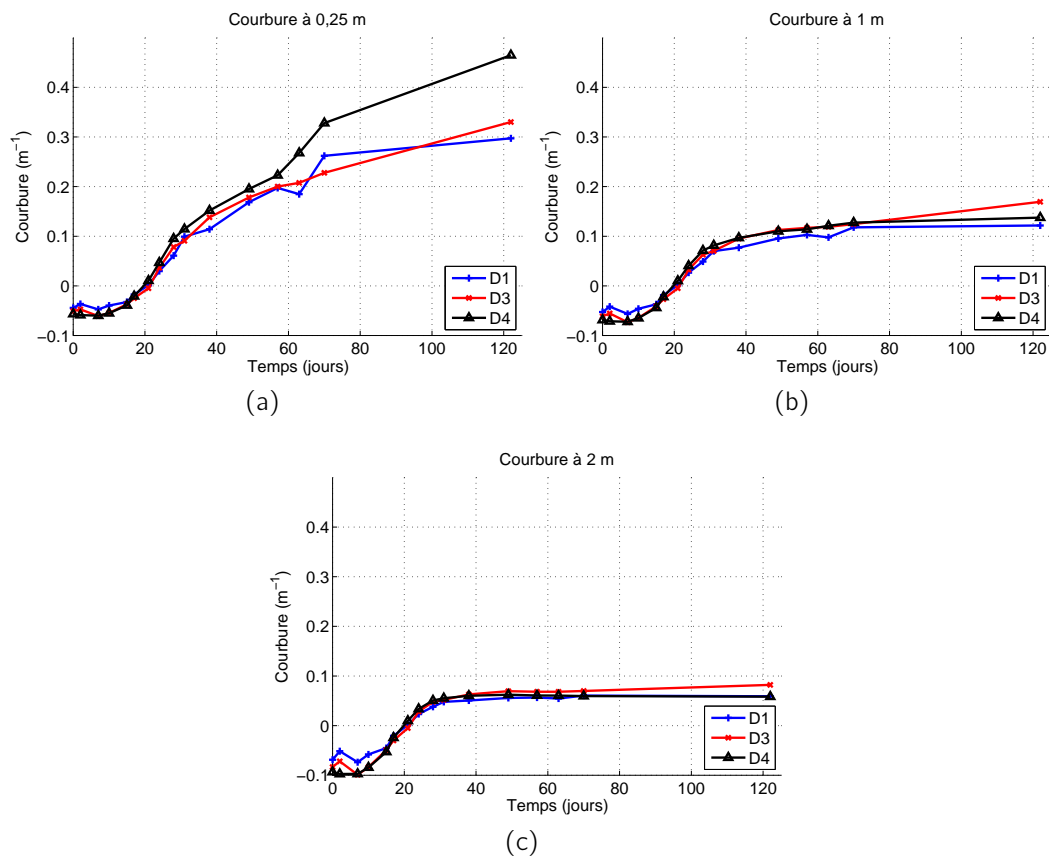 Courbure à 0,25 m
Courbure (m⁻¹)
0.4
0.3
0.2
0.1
0
−0.1
0 20 40 60 80 100 120
Temps (jours)
D1
D3
D4
(a)
Courbure à 1 m
Courbure (m⁻¹)
0.4
0.3
0.2
0.1
0
−0.1
0 20 40 60 80 100 120
Temps (jours)
D1
D3
D4
(b)
Courbure à 2 m
Courbure (m⁻¹)
0.4
0.3
0.2
0.1
0
−0.1
0 20 40 60 80 100 120
Temps (jours)
D1
D3
D4
(c)